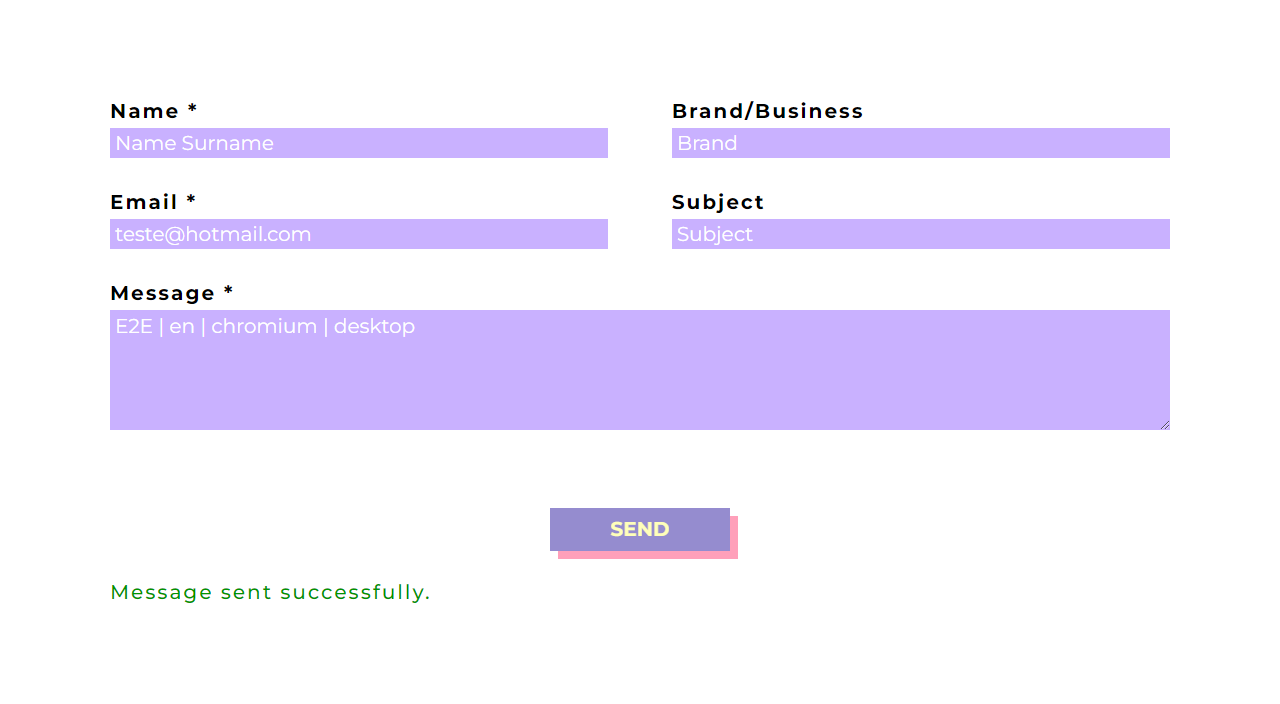 Name *
Brand/Business
Name Surname
Brand
Email *
Subject
teste@hotmail.com
Subject
Message *
E2E | en | chromium | desktop
SEND
Message sent successfully.